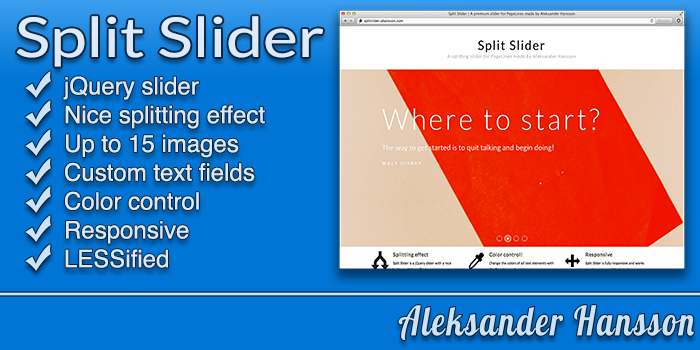 Split Slider
jQuery slider
Nice splitting effect
Up to 15 images
Custom text fields
Color control
Responsive
LESSified
Split Slider | A premium slider for PageLines made by Aleksander Hansson
splitslider.ahansson.com
Split Slider
A splitting slider for PageLines made by Aleksander Hansson
Where to start?
The way to get started is to quit talking and begin doing!
WALT DISNEY
Splitting effect
Split Slider is a jQuery slider with a nice
Color control!
Change the colors of all text elements with
Responsive
Split Slider is fully responsive and works
Aleksander Hansson